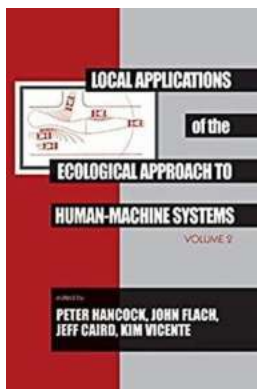 LOCAL APPLICATIONS
of the
ECOLOGICAL APPROACH TO
HUMAN-MACHINE SYSTEMS
VOLUME 2
edited by
PETER HANCOCK, JOHN FLACH,
JEFF CAIRD, KIM VICENTE